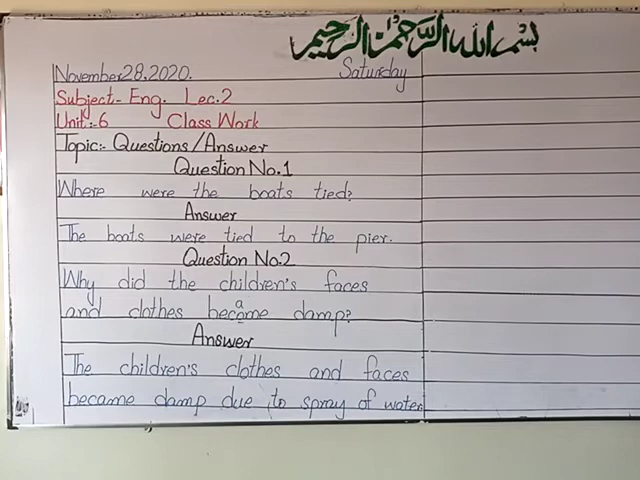 بسم الله الرحمن الرحيم
November 28, 2020. Saturday
Subject:- Eng. Lec.2
Unit:-6 Class Work
Topic:- Questions/Answer
Question No.1
Where were the boats tied?
Answer
The boats were tied to the pier.
Question No.2
Why did the children's faces
and clothes became damp?
Answer
The children's clothes and faces
became damp due to spray of water